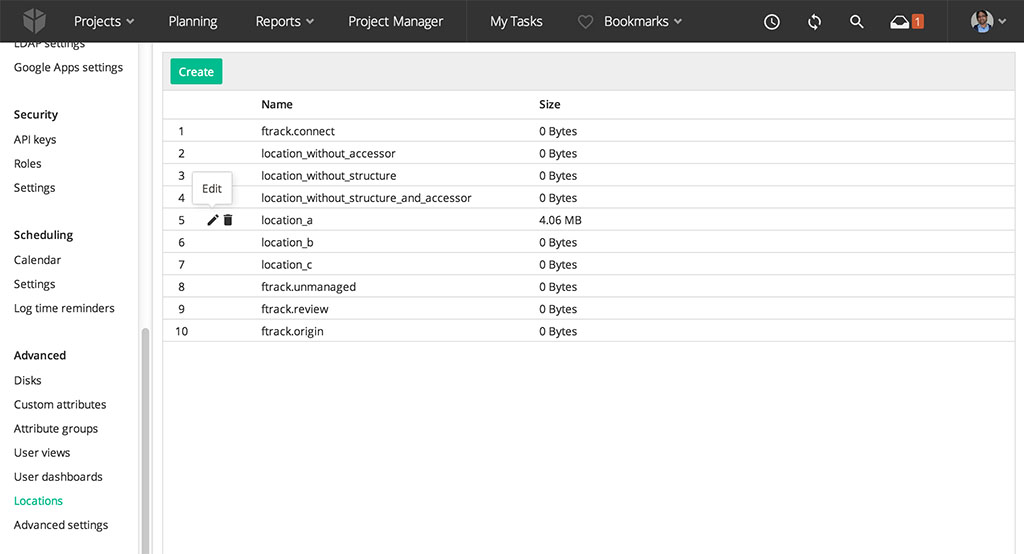 Projects Planning Reports Project Manager My Tasks Bookmarks 1
LDAP settings
Google Apps settings
Security
API keys
Roles
Settings
Scheduling
Calendar
Settings
Log time reminders
Advanced
Disks
Custom attributes
Attribute groups
User views
User dashboards
Locations
Advanced settings
Create
Name Size
1 ftrack.connect 0 Bytes
2 location_without_accessor 0 Bytes
3 location_without_structure 0 Bytes
Edit
4 location_without_structure_and_accessor 0 Bytes
5 location_a 4.06 MB
6 location_b 0 Bytes
7 location_c 0 Bytes
8 ftrack.unmanaged 0 Bytes
9 ftrack.review 0 Bytes
10 ftrack.origin 0 Bytes